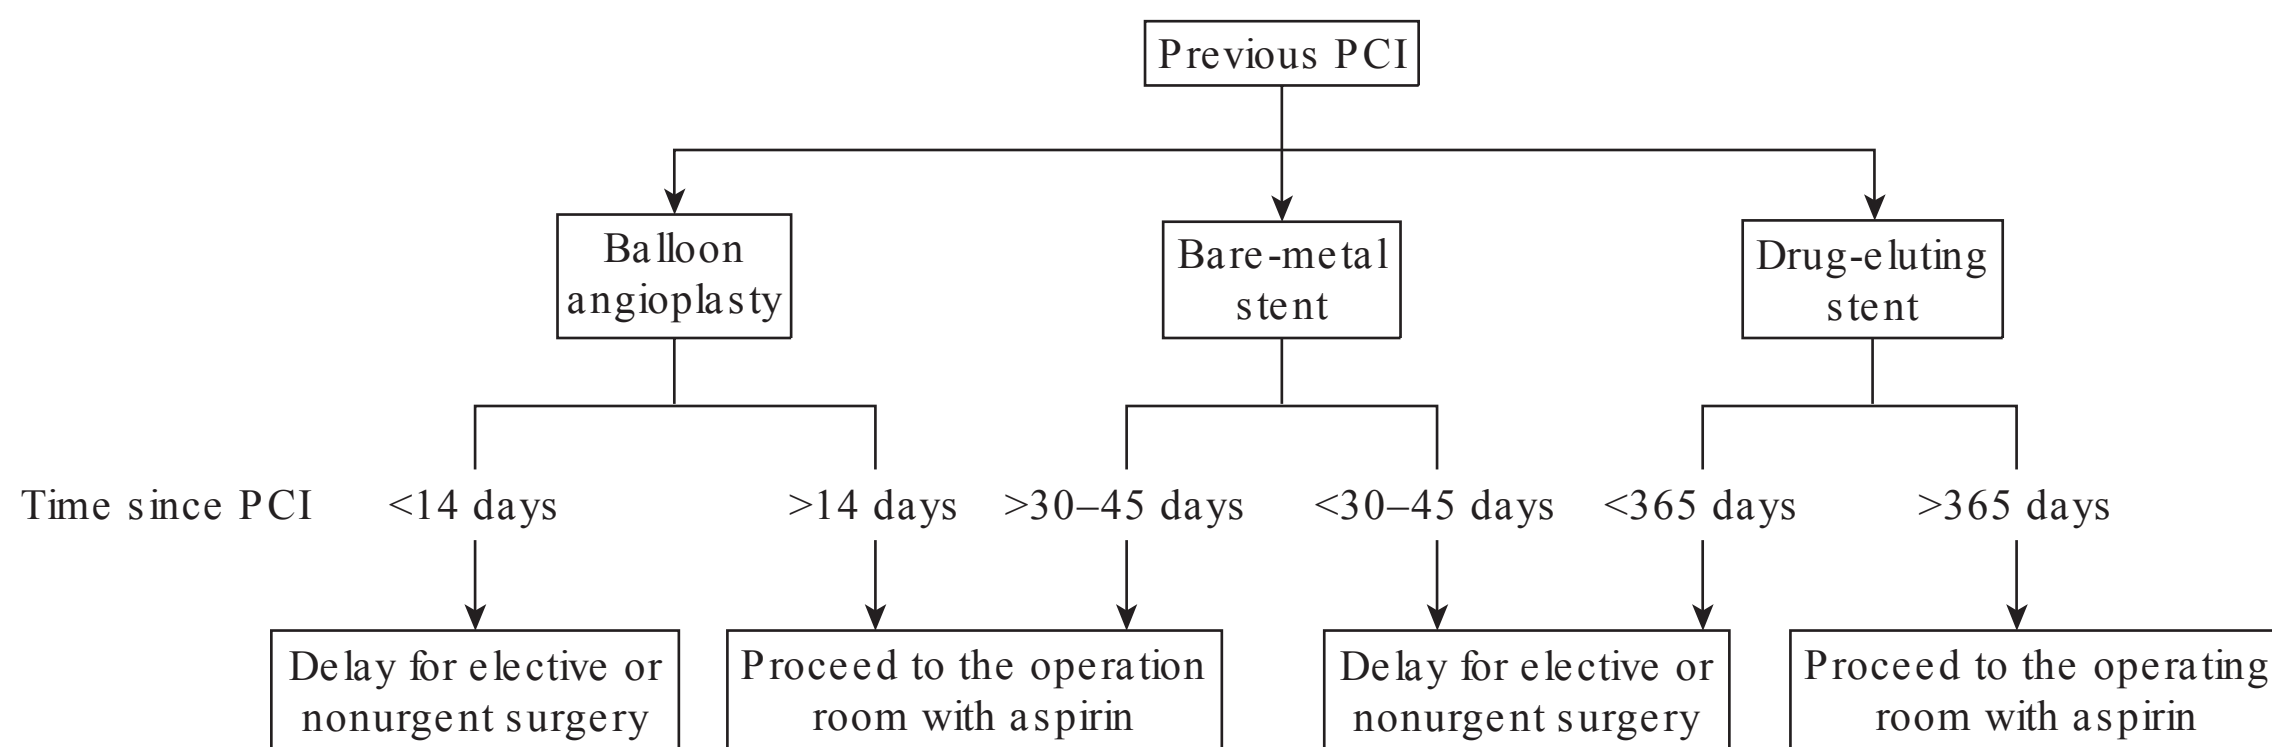 Previous PCI
Balloon
angioplasty
Bare-metal
stent
Drug-eluting
stent
Time since PCI
<14 days
>14 days
>30–45 days
<30–45 days
<365 days
>365 days
Delay for elective or
nonurgent surgery
Proceed to the operation
room with aspirin
Delay for elective or
nonurgent surgery
Proceed to the operating
room with aspirin